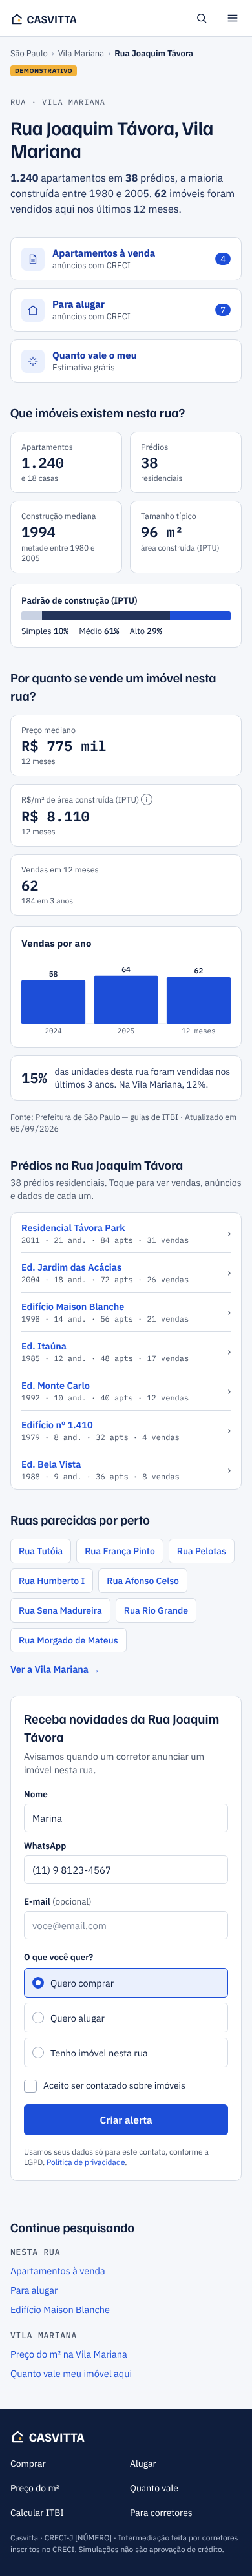 CASVITTA
São Paulo › Vila Mariana › Rua Joaquim Távora
DEMONSTRATIVO
RUA · VILA MARIANA
Rua Joaquim Távora, Vila
Mariana
1.240 apartamentos em 38 prédios, a maioria
construída entre 1980 e 2005. 62 imóveis foram
vendidos aqui nos últimos 12 meses.
Apartamentos à venda
anúncios com CRECI
4
Para alugar
anúncios com CRECI
7
Quanto vale o meu
Estimativa grátis
Que imóveis existem nesta rua?
Apartamentos
1.240
e 18 casas
Prédios
38
residenciais
Construção mediana
1994
metade entre 1980 e
2005
Tamanho típico
96 m²
área construída (IPTU)
Padrão de construção (IPTU)
Simples 10% Médio 61% Alto 29%
Por quanto se vende um imóvel nesta
rua?
Preço mediano
R$ 775 mil
12 meses
R$/m² de área construída (IPTU) i
R$ 8.110
12 meses
Vendas em 12 meses
62
184 em 3 anos
Vendas por ano
58
64
62
2024
2025
12 meses
15% das unidades desta rua foram vendidas nos
últimos 3 anos. Na Vila Mariana, 12%.
Fonte: Prefeitura de São Paulo — guias de ITBI · Atualizado em
05/09/2026
Prédios na Rua Joaquim Távora
38 prédios residenciais. Toque para ver vendas, anúncios
e dados de cada um.
Residencial Távora Park
2011 · 21 and. · 84 apts · 31 vendas ›
Ed. Jardim das Acácias
2004 · 18 and. · 72 apts · 26 vendas ›
Edifício Maison Blanche
1998 · 14 and. · 56 apts · 21 vendas ›
Ed. Itaúna
1985 · 12 and. · 48 apts · 17 vendas ›
Ed. Monte Carlo
1992 · 10 and. · 40 apts · 12 vendas ›
Edifício nº 1.410
1979 · 8 and. · 32 apts · 4 vendas ›
Ed. Bela Vista
1988 · 9 and. · 36 apts · 8 vendas ›
Ruas parecidas por perto
Rua Tutóia Rua França Pinto Rua Pelotas
Rua Humberto I Rua Afonso Celso
Rua Sena Madureira Rua Rio Grande
Rua Morgado de Mateus
Ver a Vila Mariana →
Receba novidades da Rua Joaquim
Távora
Avisamos quando um corretor anunciar um
imóvel nesta rua.
Nome
Marina
WhatsApp
(11) 9 8123-4567
E-mail (opcional)
voce@email.com
O que você quer?
Quero comprar
Quero alugar
Tenho imóvel nesta rua
Aceito ser contatado sobre imóveis
Criar alerta
Usamos seus dados só para este contato, conforme a
LGPD. Política de privacidade.
Continue pesquisando
NESTA RUA
Apartamentos à venda
Para alugar
Edifício Maison Blanche
VILA MARIANA
Preço do m² na Vila Mariana
Quanto vale meu imóvel aqui
CASVITTA
Comprar Alugar
Preço do m² Quanto vale
Calcular ITBI Para corretores
Casvitta · CRECI-J [NÚMERO] · Intermediação feita por corretores
inscritos no CRECI. Simulações não são aprovação de crédito.